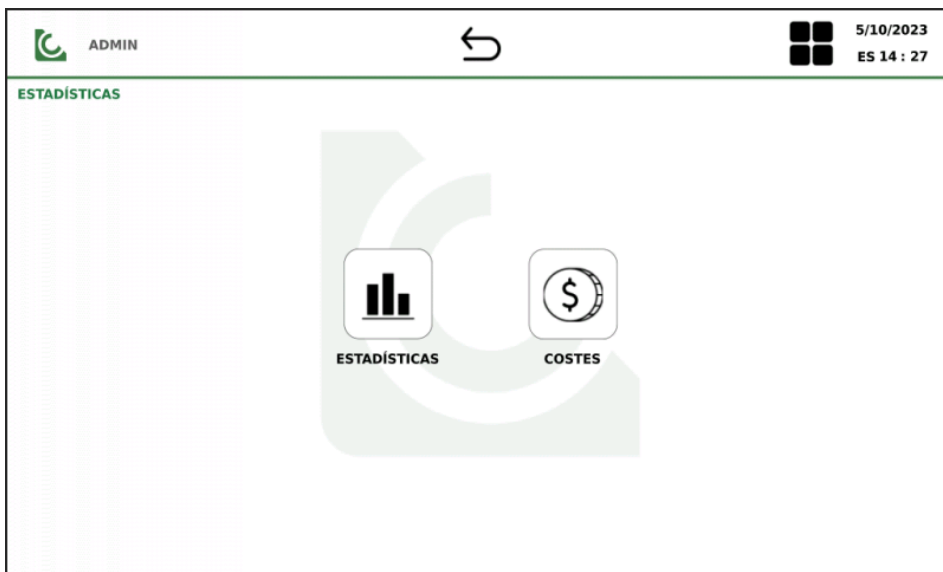 ADMIN
5/10/2023
ES 14 : 27
ESTADÍSTICAS
$
ESTADÍSTICAS
COSTES